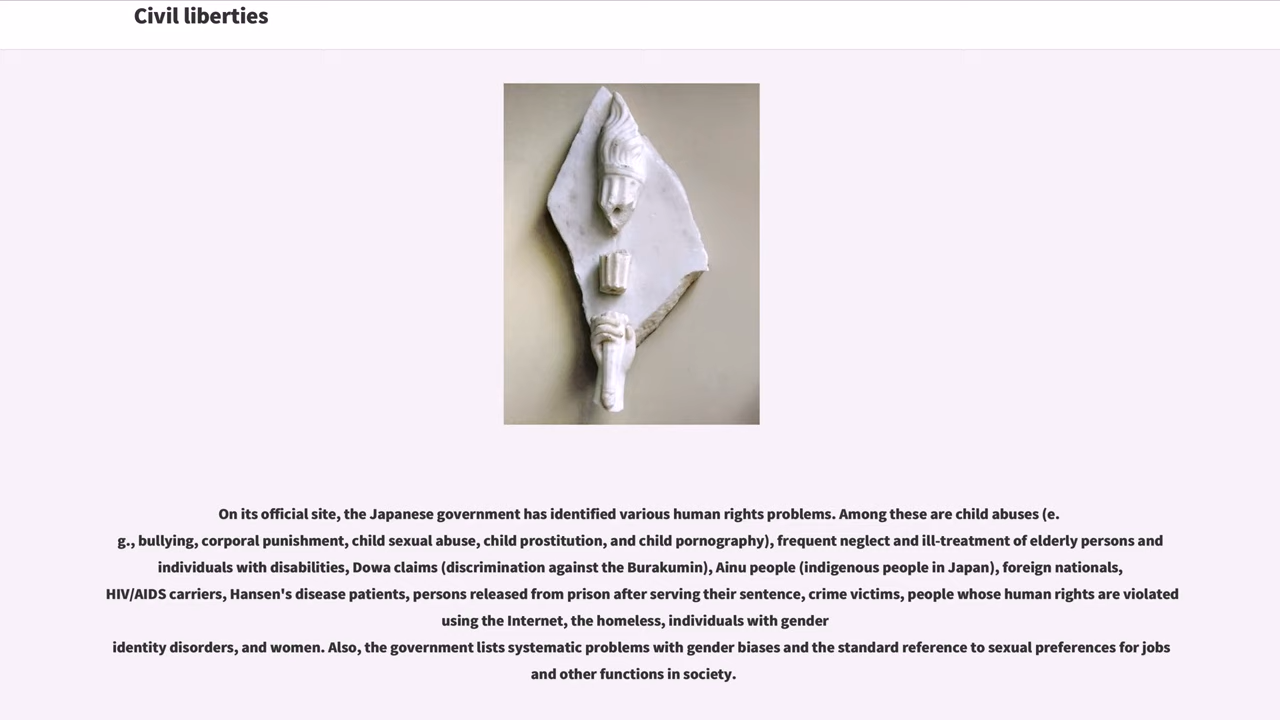 Civil liberties
On its official site, the Japanese government has identified various human rights problems. Among these are child abuses (e.
g., bullying, corporal punishment, child sexual abuse, child prostitution, and child pornography), frequent neglect and ill-treatment of elderly persons and
individuals with disabilities, Dowa claims (discrimination against the Burakumin), Ainu people (indigenous people in Japan), foreign nationals,
HIV/AIDS carriers, Hansen's disease patients, persons released from prison after serving their sentence, crime victims, people whose human rights are violated
using the Internet, the homeless, individuals with gender
identity disorders, and women. Also, the government lists systematic problems with gender biases and the standard reference to sexual preferences for jobs
and other functions in society.